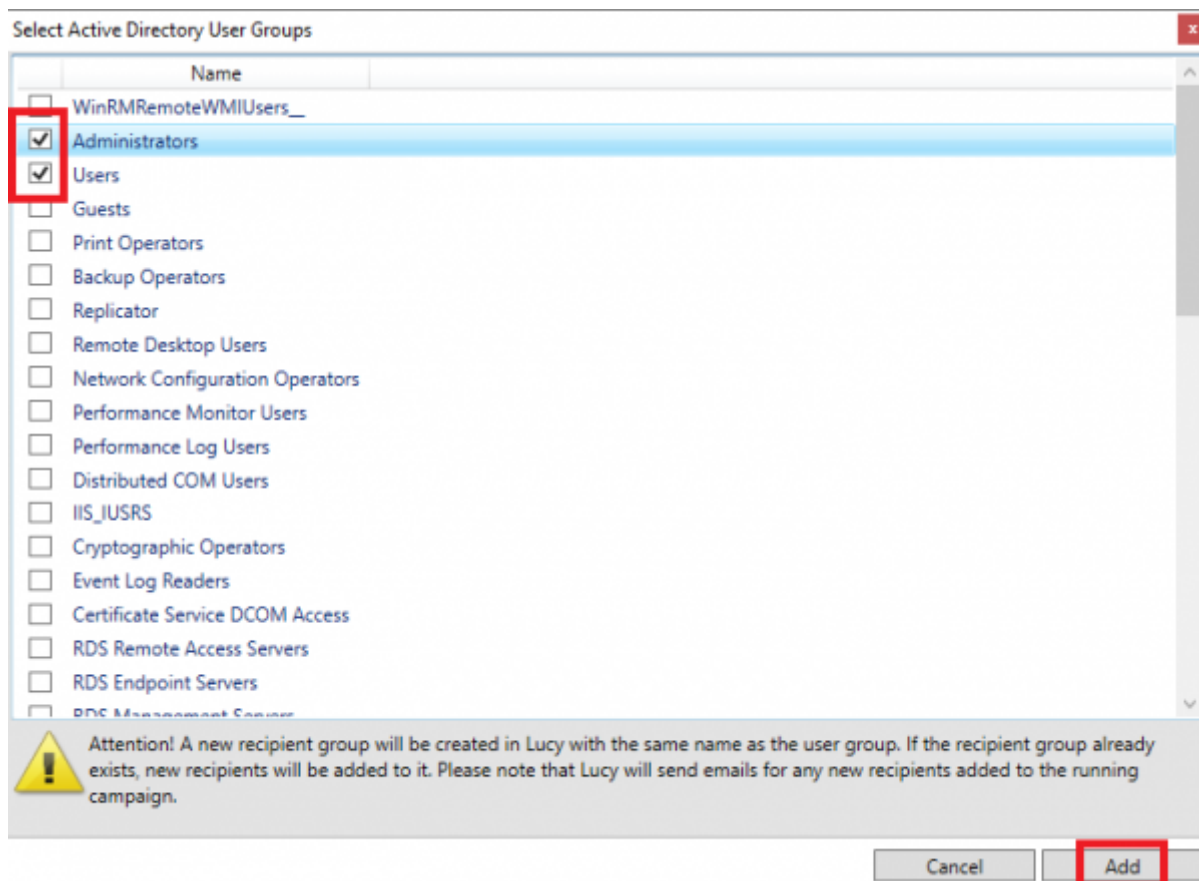 Select Active Directory User Groups
x
Name
WinRMRemoteWMIUsers__
Administrators
Users
Guests
Print Operators
Backup Operators
Replicator
Remote Desktop Users
Network Configuration Operators
Performance Monitor Users
Performance Log Users
Distributed COM Users
IIS_IUSRS
Cryptographic Operators
Event Log Readers
Certificate Service DCOM Access
RDS Remote Access Servers
RDS Endpoint Servers
RDS Management Servers
Attention! A new recipient group will be created in Lucy with the same name as the user group. If the recipient group already
exists, new recipients will be added to it. Please note that Lucy will send emails for any new recipients added to the running
campaign.
Cancel Add